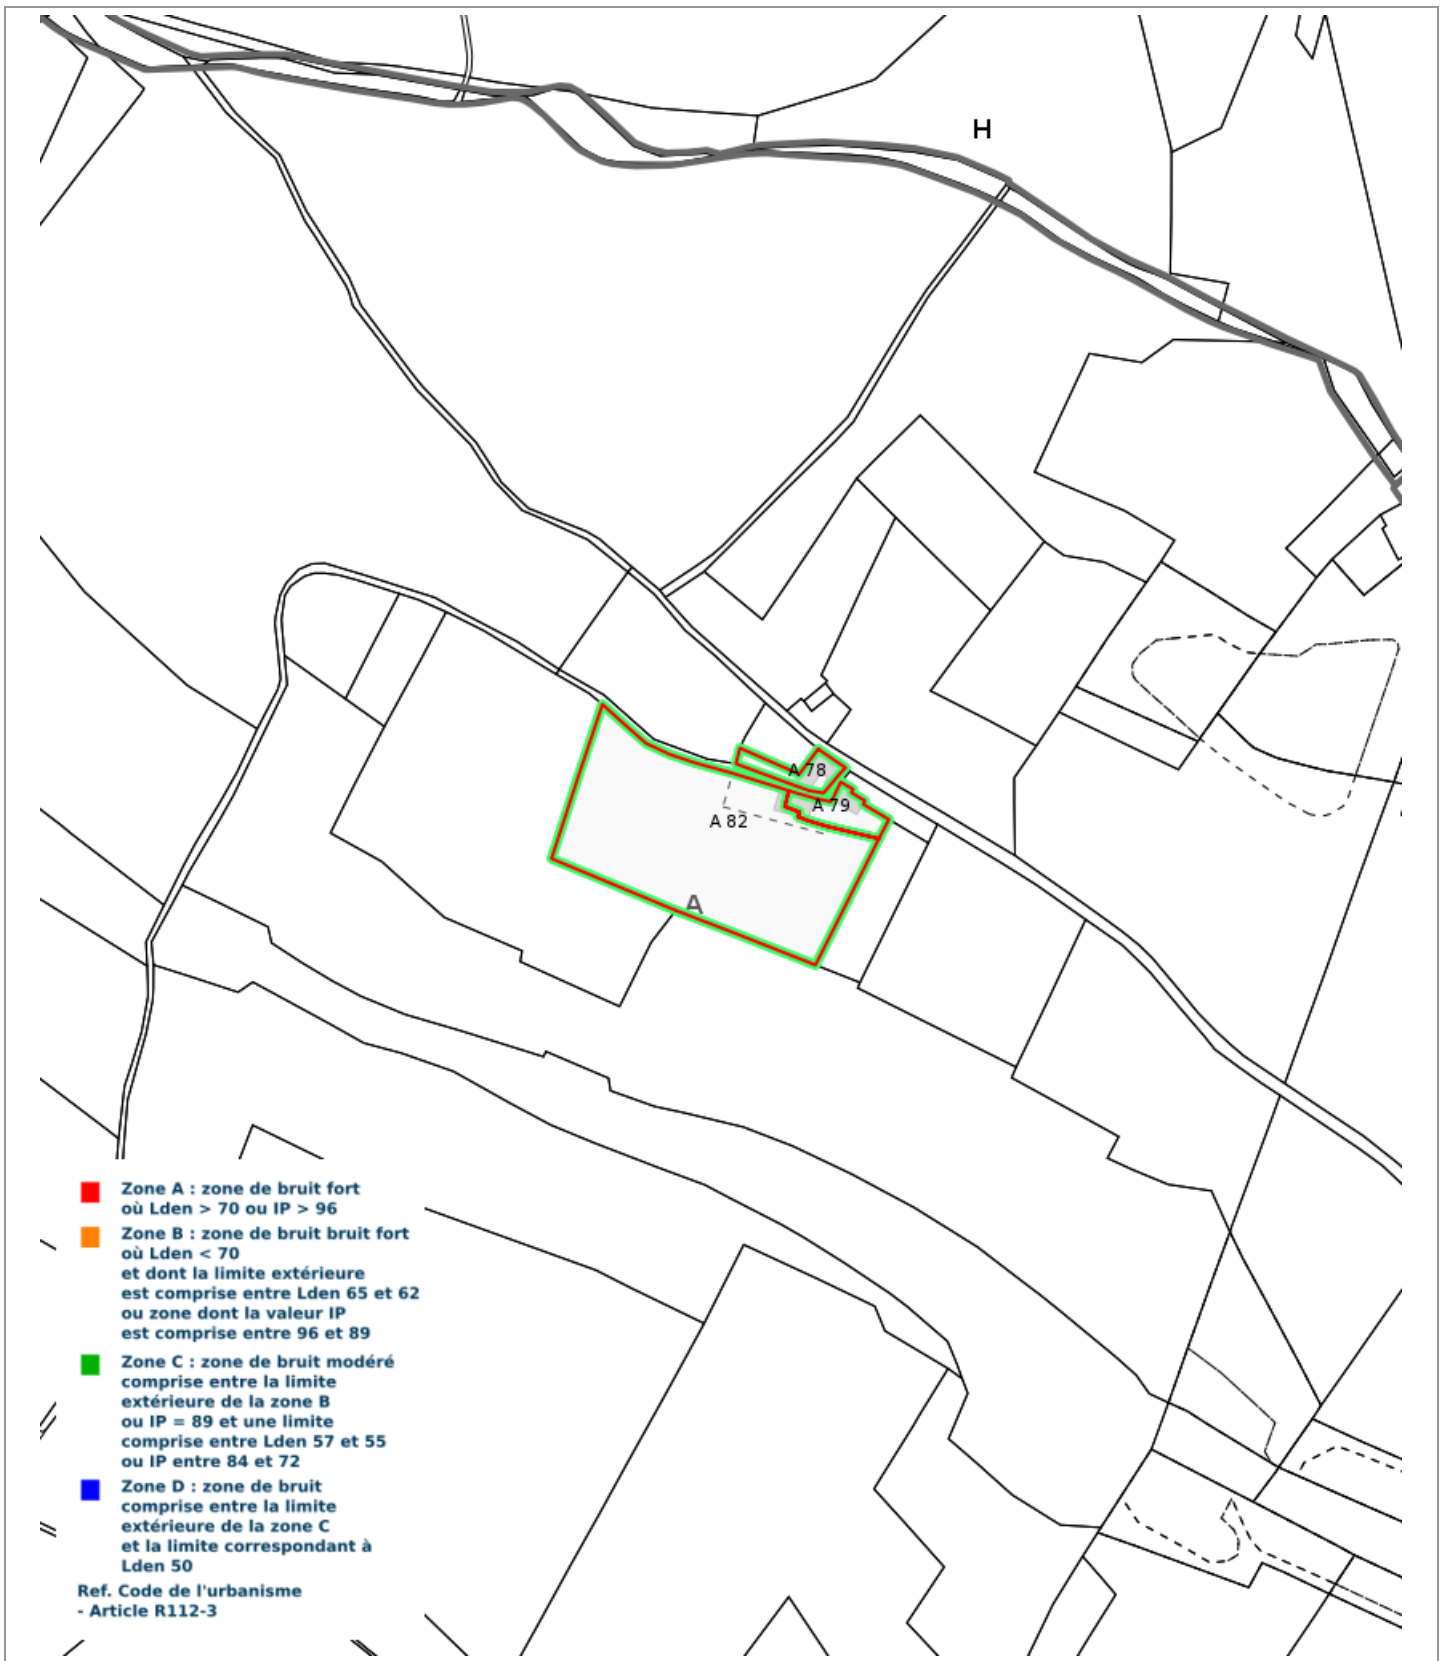 H
A 78
A 79
A 82
A
Zone A : zone de bruit fort
où Lden > 70 ou IP > 96
Zone B : zone de bruit bruit fort
où Lden < 70
et dont la limite extérieure
est comprise entre Lden 65 et 62
ou zone dont la valeur IP
est comprise entre 96 et 89
Zone C : zone de bruit modéré
comprise entre la limite
extérieure de la zone B
ou IP = 89 et une limite
comprise entre Lden 57 et 55
ou IP entre 84 et 72
Zone D : zone de bruit
comprise entre la limite
extérieure de la zone C
et la limite correspondant à
Lden 50
Ref. Code de l'urbanisme
- Article R112-3